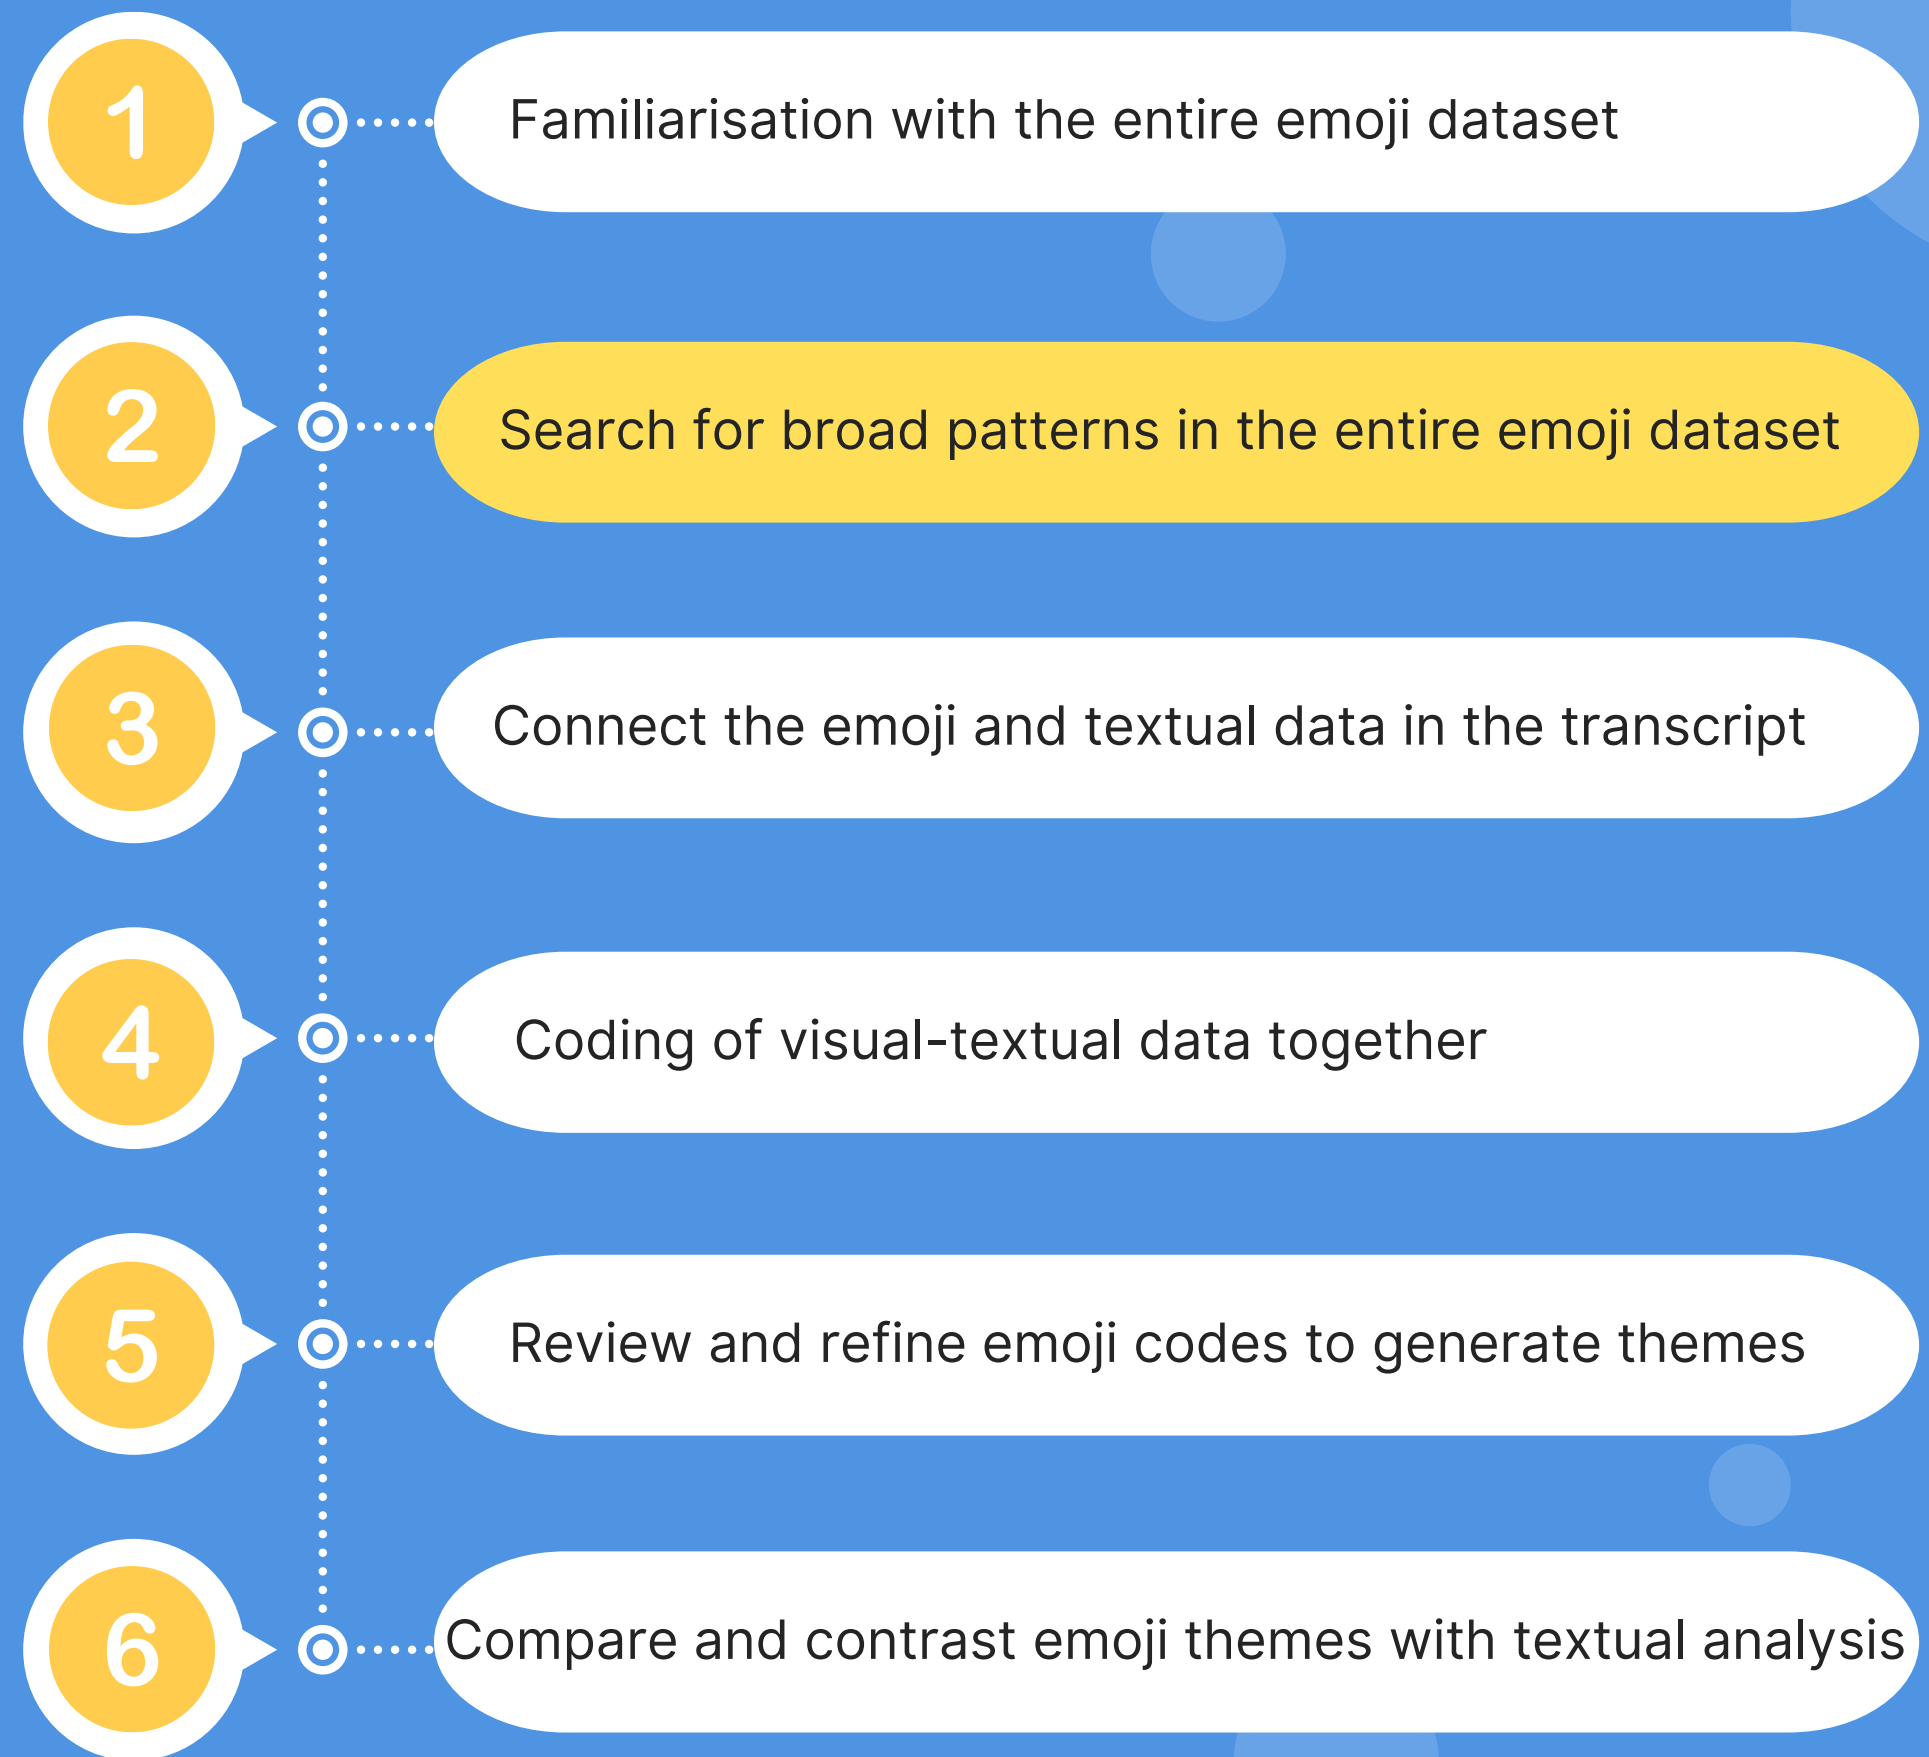 1
Familiarisation with the entire emoji dataset
2
Search for broad patterns in the entire emoji dataset
3
Connect the emoji and textual data in the transcript
4
Coding of visual-textual data together
5
Review and refine emoji codes to generate themes
6
Compare and contrast emoji themes with textual analysis